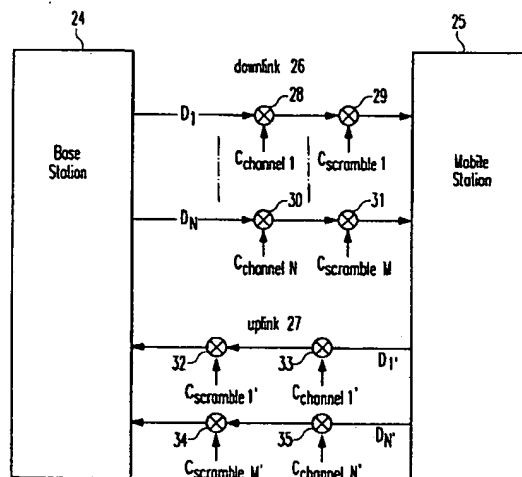 24
25
downlink 26
28
29
D1
Cchannel 1
Cscramble 1
Base
Station
Mobile
Station
30
31
DN
Cchannel N
Cscramble M
uplink 27
32
33
D1'
Cscramble 1'
Cchannel 1'
34
35
DN'
Cscramble M'
Cchannel N'